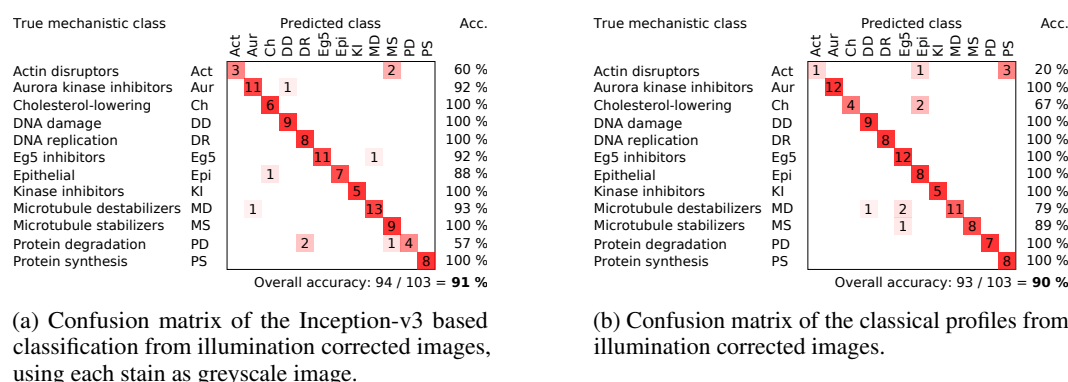 True mechanistic class Predicted class Acc.
Act Aur Ch DD DR Eg5 Epi KI MD MS PD PS
Actin disruptors Act 3 2 60 %
Aurora kinase inhibitors Aur 11 1 92 %
Cholesterol-lowering Ch 6 100 %
DNA damage DD 9 100 %
DNA replication DR 8 100 %
Eg5 inhibitors Eg5 11 1 92 %
Epithelial Epi 1 7 88 %
Kinase inhibitors KI 5 100 %
Microtubule destabilizers MD 1 13 93 %
Microtubule stabilizers MS 9 100 %
Protein degradation PD 2 1 4 57 %
Protein synthesis PS 8 100 %
Overall accuracy: 94 / 103 = 91 %
(a) Confusion matrix of the Inception-v3 based
classification from illumination corrected images,
using each stain as greyscale image.
True mechanistic class Predicted class Acc.
Act Aur Ch DD DR Eg5 Epi KI MD MS PD PS
Actin disruptors Act 1 1 3 20 %
Aurora kinase inhibitors Aur 12 100 %
Cholesterol-lowering Ch 4 2 67 %
DNA damage DD 9 100 %
DNA replication DR 8 100 %
Eg5 inhibitors Eg5 12 100 %
Epithelial Epi 8 100 %
Kinase inhibitors KI 5 100 %
Microtubule destabilizers MD 1 2 11 79 %
Microtubule stabilizers MS 1 8 89 %
Protein degradation PD 7 100 %
Protein synthesis PS 8 100 %
Overall accuracy: 93 / 103 = 90 %
(b) Confusion matrix of the classical profiles from
illumination corrected images.